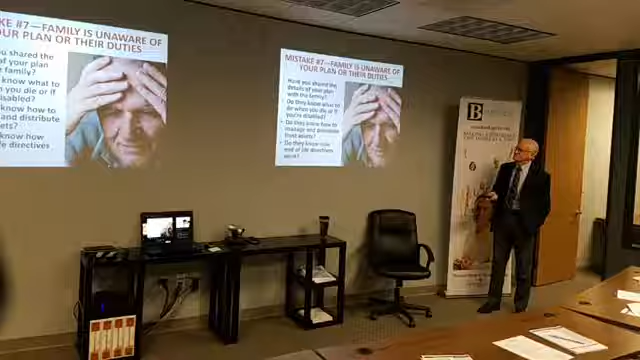 KE #7—FAMILY IS UNAWARE OF
UR PLAN OR THEIR DUTIES
u shared the
of your plan
e family?
know what to
n you die or if
sabled?
know how to
and distribute
ets?
know how
e directives
MISTAKE #7—FAMILY IS UNAWARE OF
YOUR PLAN OR THEIR DUTIES
Have you shared the
details of your plan
with the family?
• Do they know what to
do when you die or if
you're disabled?
• Do they know how to
manage and distribute
trust assets?
• Do they know how
end of life directives
work?
B